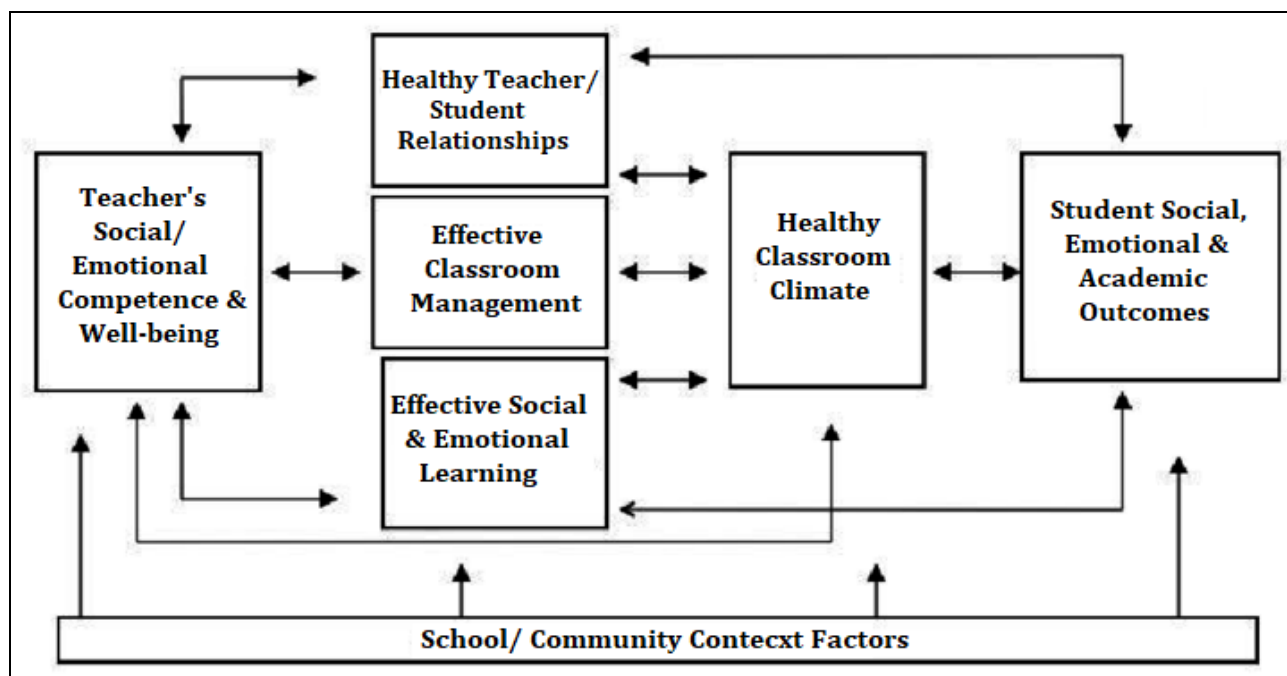 Healthy Teacher/
Student
Relationships
Teacher's
Social/
Emotional
Competence &
Well-being
Effective
Classroom
Management
Healthy
Classroom
Climate
Student Social,
Emotional &
Academic
Outcomes
Effective Social
& Emotional
Learning
School/ Community Contecxt Factors